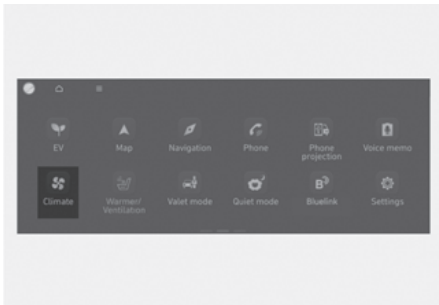 EV
Map
Navigation
Phone
Phone
projection
Voice memo
Climate
Warmer/
Ventilation
Valet mode
Quiet mode
Bluelink
Settings